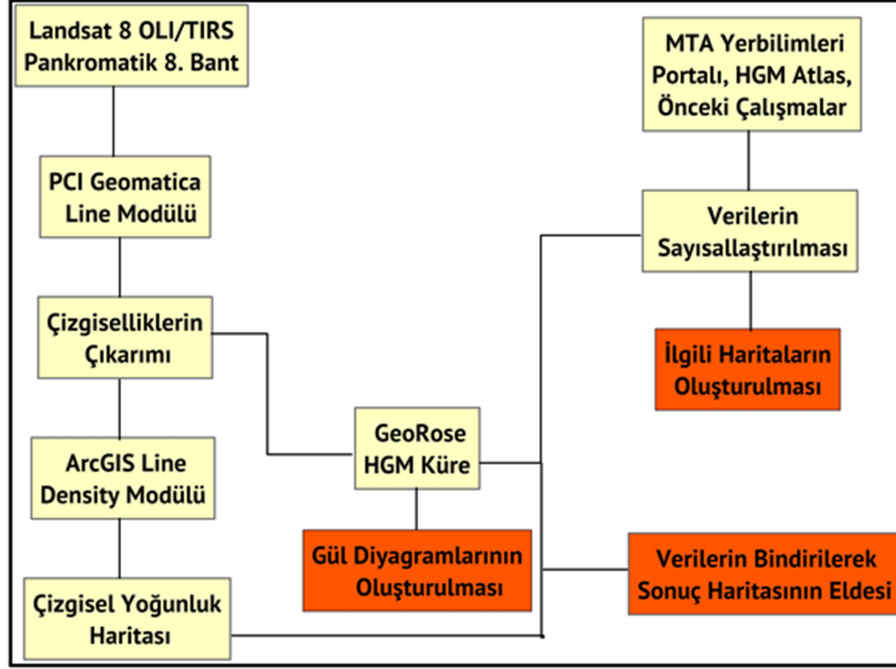 Landsat 8 OLI/TIRS
Pankromatik 8. Bant
PCI Geomatica
Line Modülü
Çizgiselliklerin
Çıkarımı
ArcGIS Line
Density Modülü
Çizgisel Yoğunluk
Haritası
GeoRose
HGM Küre
Gül Diyagramlarının
Oluşturulması
MTA Yerbilimleri
Portalı, HGM Atlas,
Önceki Çalışmalar
Verilerin
Sayısallaştırılması
İlgili Haritaların
Oluşturulması
Verilerin Bindirilerek
Sonuç Haritasının Eldesi